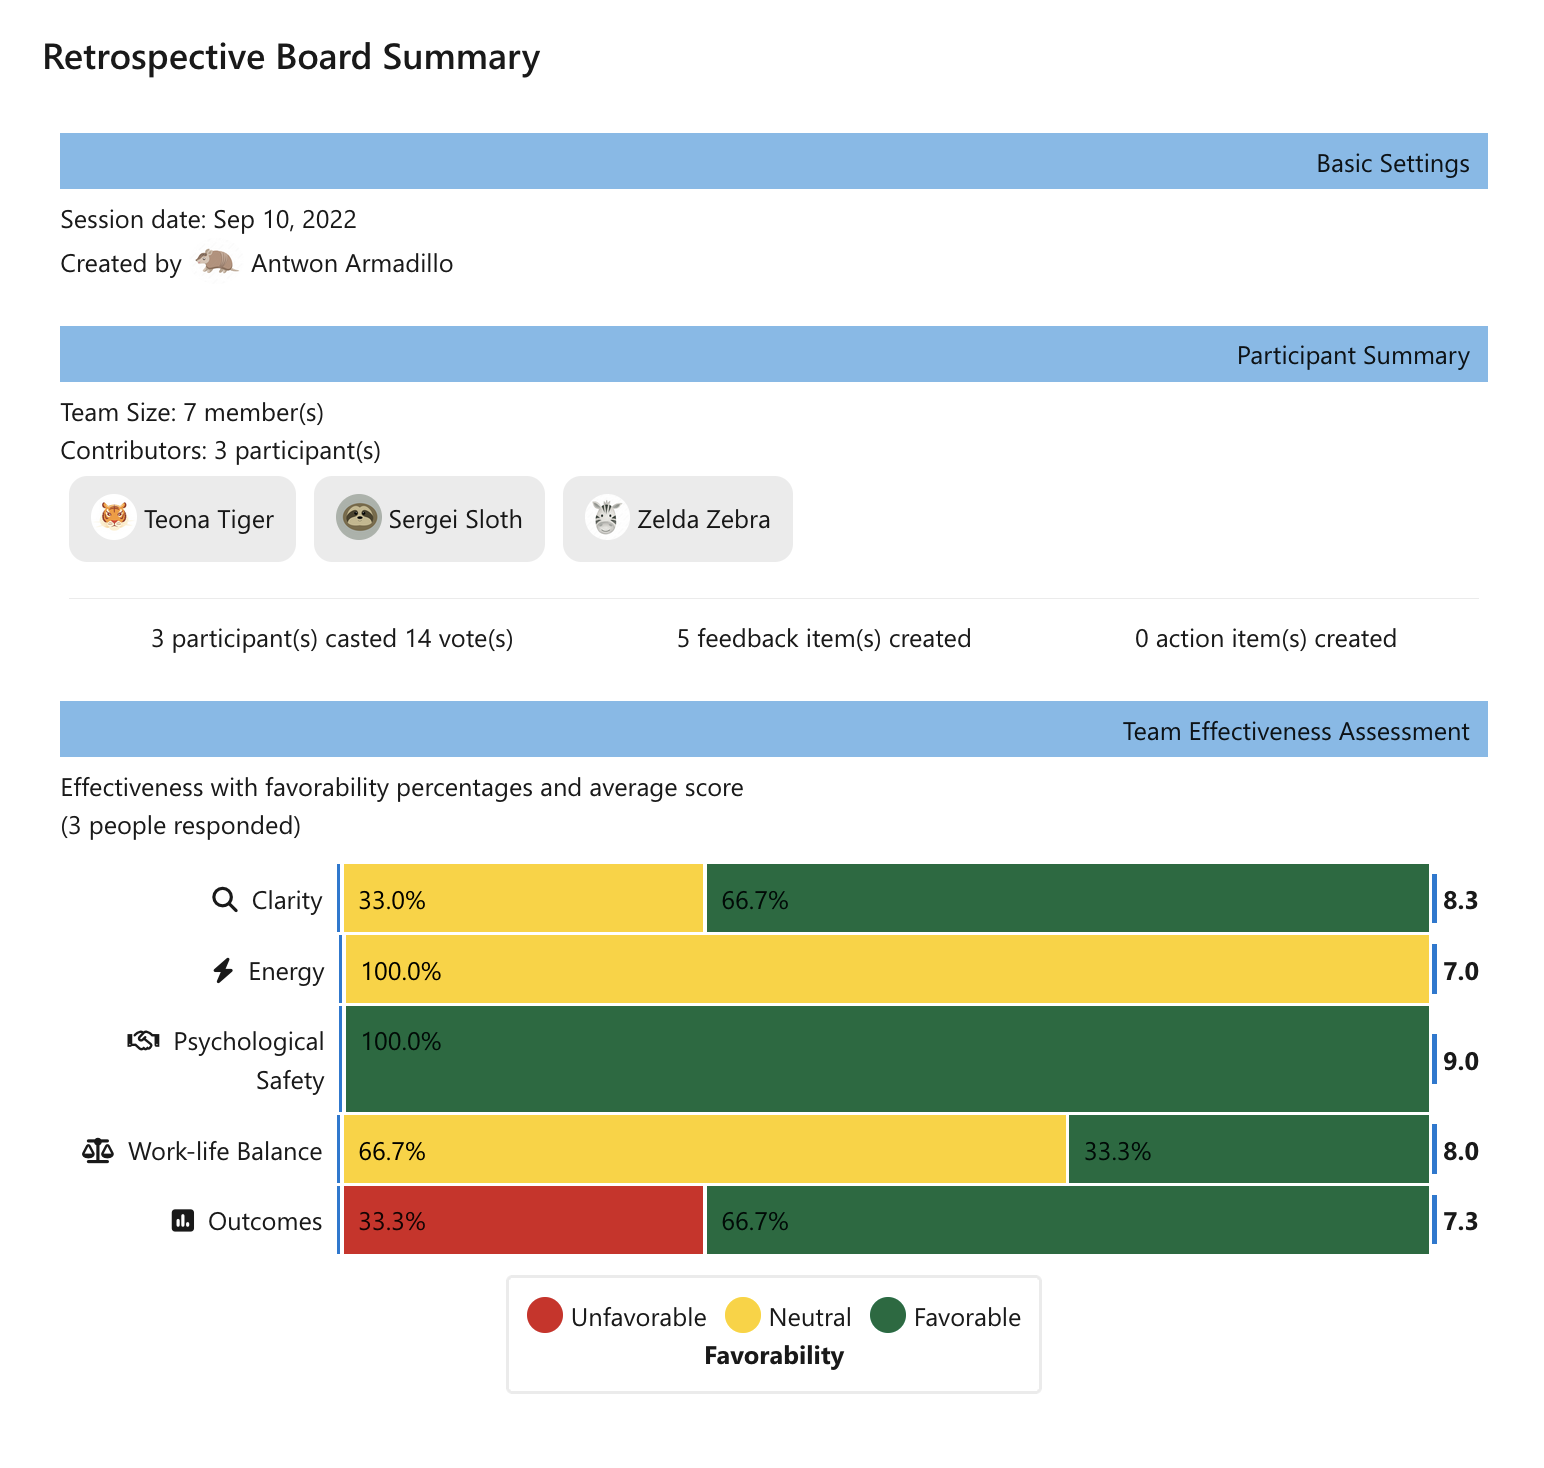 Retrospective Board Summary
Basic Settings
Session date: Sep 10, 2022
Created by Antwon Armadillo
Participant Summary
Team Size: 7 member(s)
Contributors: 3 participant(s)
Teona Tiger Sergei Sloth Zelda Zebra
3 participant(s) casted 14 vote(s) 5 feedback item(s) created 0 action item(s) created
Team Effectiveness Assessment
Effectiveness with favorability percentages and average score
(3 people responded)
Clarity 33.0% 66.7% 8.3
Energy 100.0% 7.0
Psychological 100.0%
Safety 9.0
Work-life Balance 66.7% 33.3% 8.0
Outcomes 33.3% 66.7% 7.3
Unfavorable Neutral Favorable
Favorability